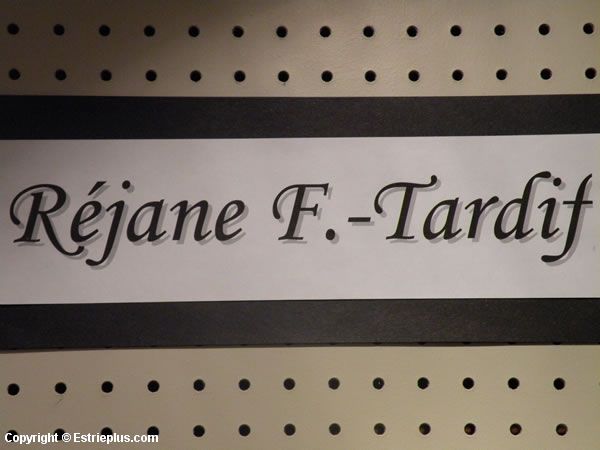 Réjane F.-Tardif
Copyright © Estrieplus.com